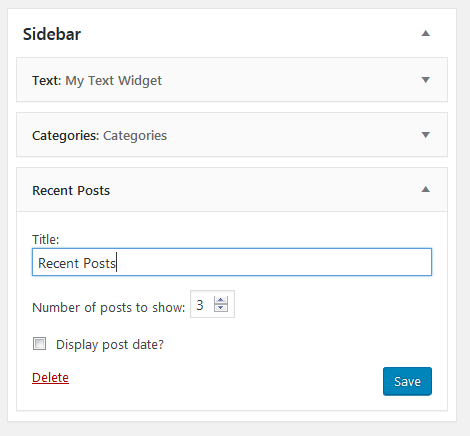 Sidebar
Text: My Text Widget
Categories: Categories
Recent Posts
Title:
Recent Posts
Number of posts to show: 3
Display post date?
Delete Save